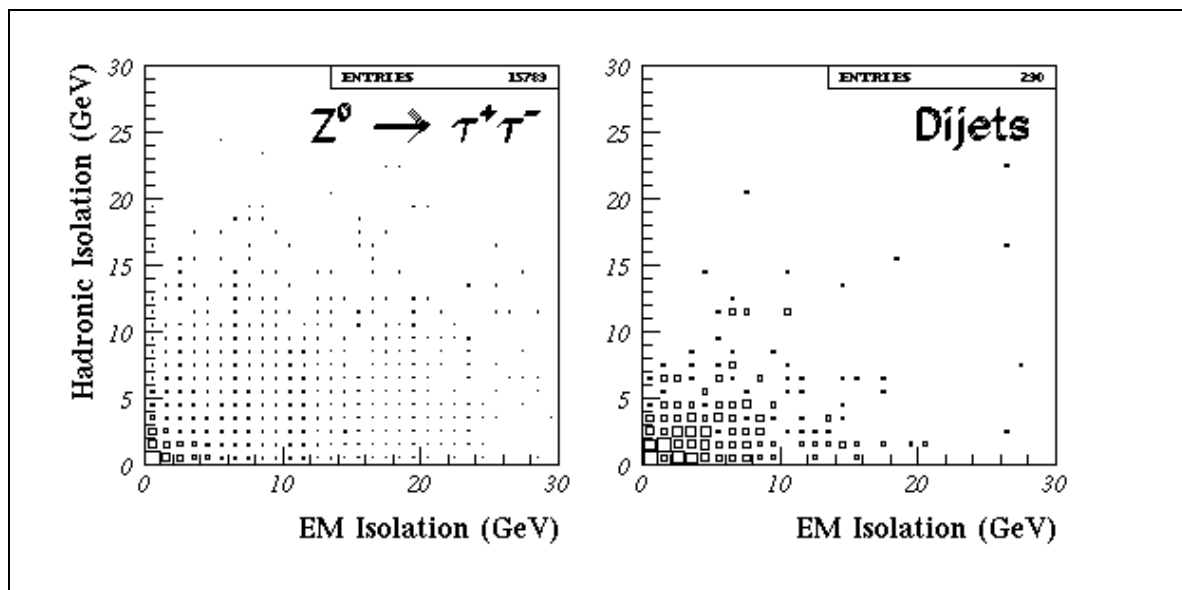 ENTRIES 15789
Z⁰ → τ⁺τ⁻
Hadronic Isolation (GeV)
30
25
20
15
10
5
0
0 10 20 30
EM Isolation (GeV)
ENTRIES 290
Dijets
30
25
20
15
10
5
0
0 10 20 30
EM Isolation (GeV)